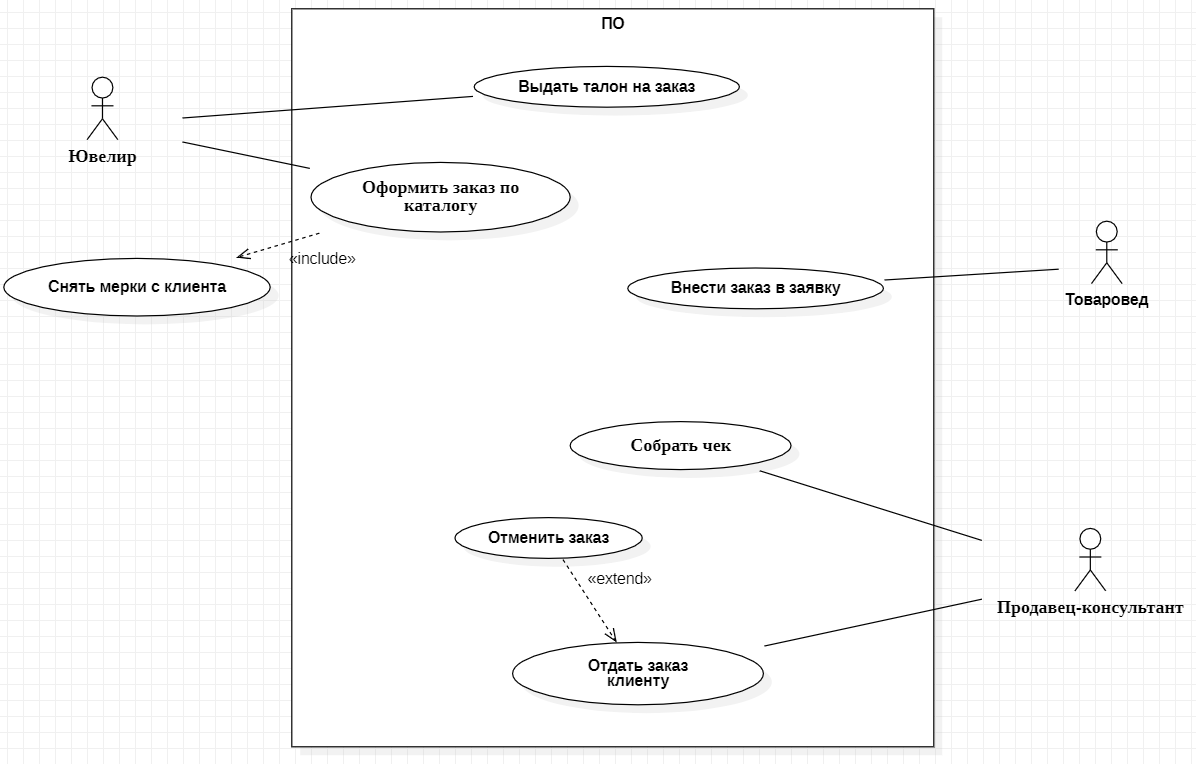 ПО
Выдать талон на заказ
Ювелир
Оформить заказ по
каталогу
«include»
Снять мерки с клиента
Внести заказ в заявку
Товаровед
Собрать чек
Отменить заказ
«extend»
Продавец-консультант
Отдать заказ
клиенту